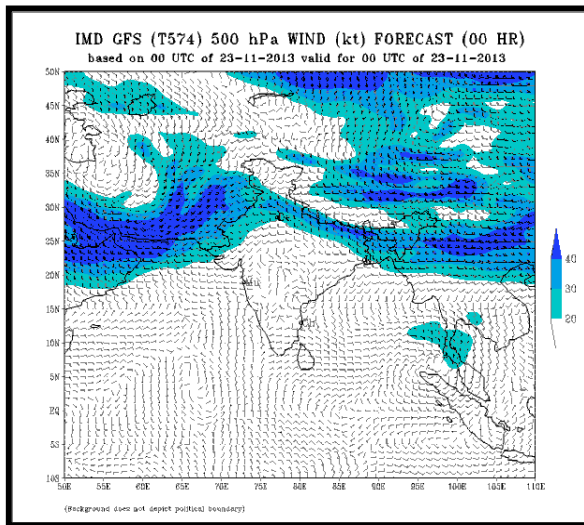 IMD GFS (T574) 500 hPa WIND (kt) FORECAST (00 HR)
based on 00 UTC of 23-11-2013 valid for 00 UTC of 23-11-2013
50N
45N
40N
35N
30N
25N
20N
15N
10N
5N
EQ
5S
10S
50E 55E 60E 65E 70E 75E 80E 85E 90E 95E 100E 105E 110E
40
30
20
(Background does not depict political boundary)